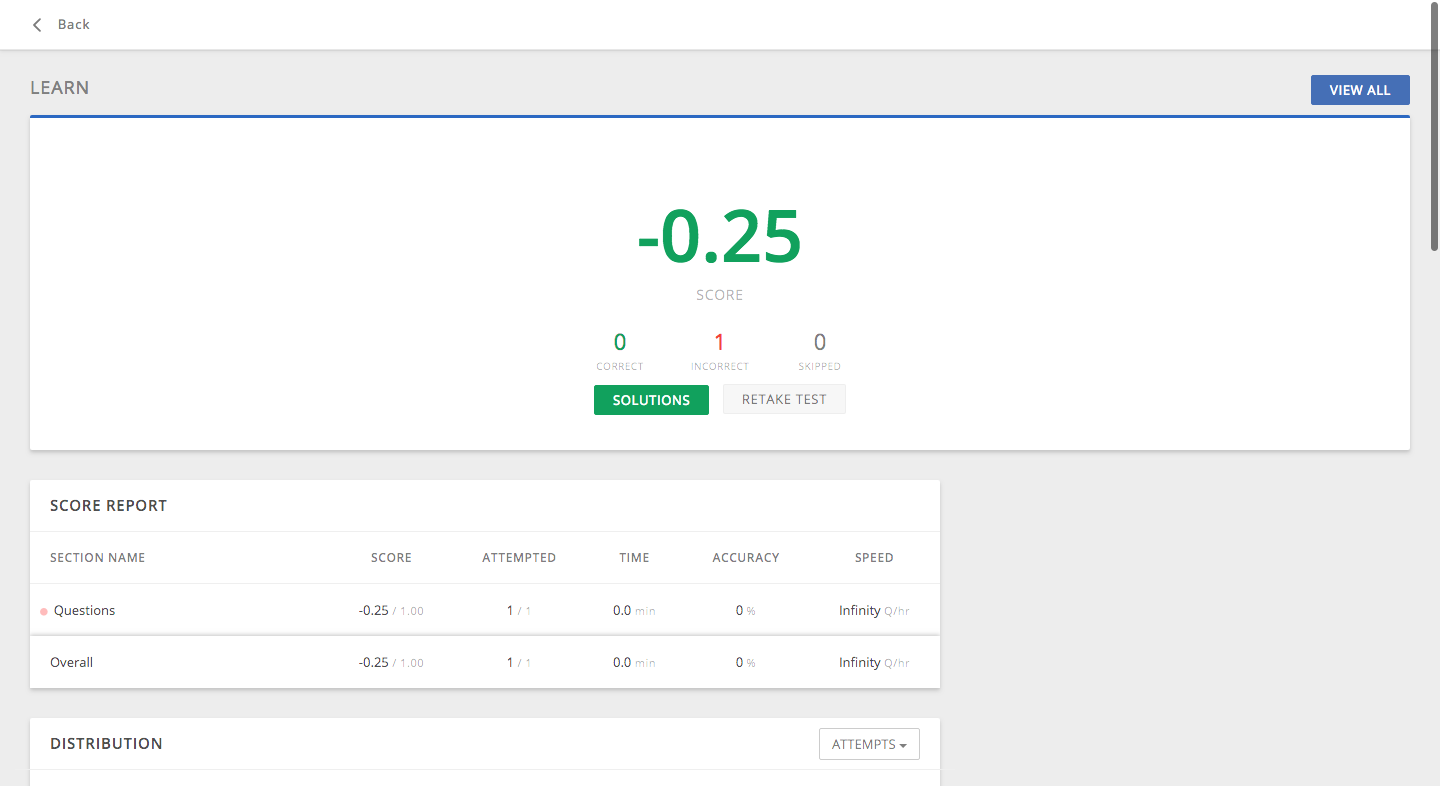 Back
LEARN
VIEW ALL
-0.25
SCORE
0 1 0
CORRECT INCORRECT SKIPPED
SOLUTIONS RETAKE TEST
SCORE REPORT
SECTION NAME SCORE ATTEMPTED TIME ACCURACY SPEED
Questions -0.25 / 1.00 1 / 1 0.0 min 0 % Infinity Q/hr
Overall -0.25 / 1.00 1 / 1 0.0 min 0 % Infinity Q/hr
DISTRIBUTION ATTEMPTS